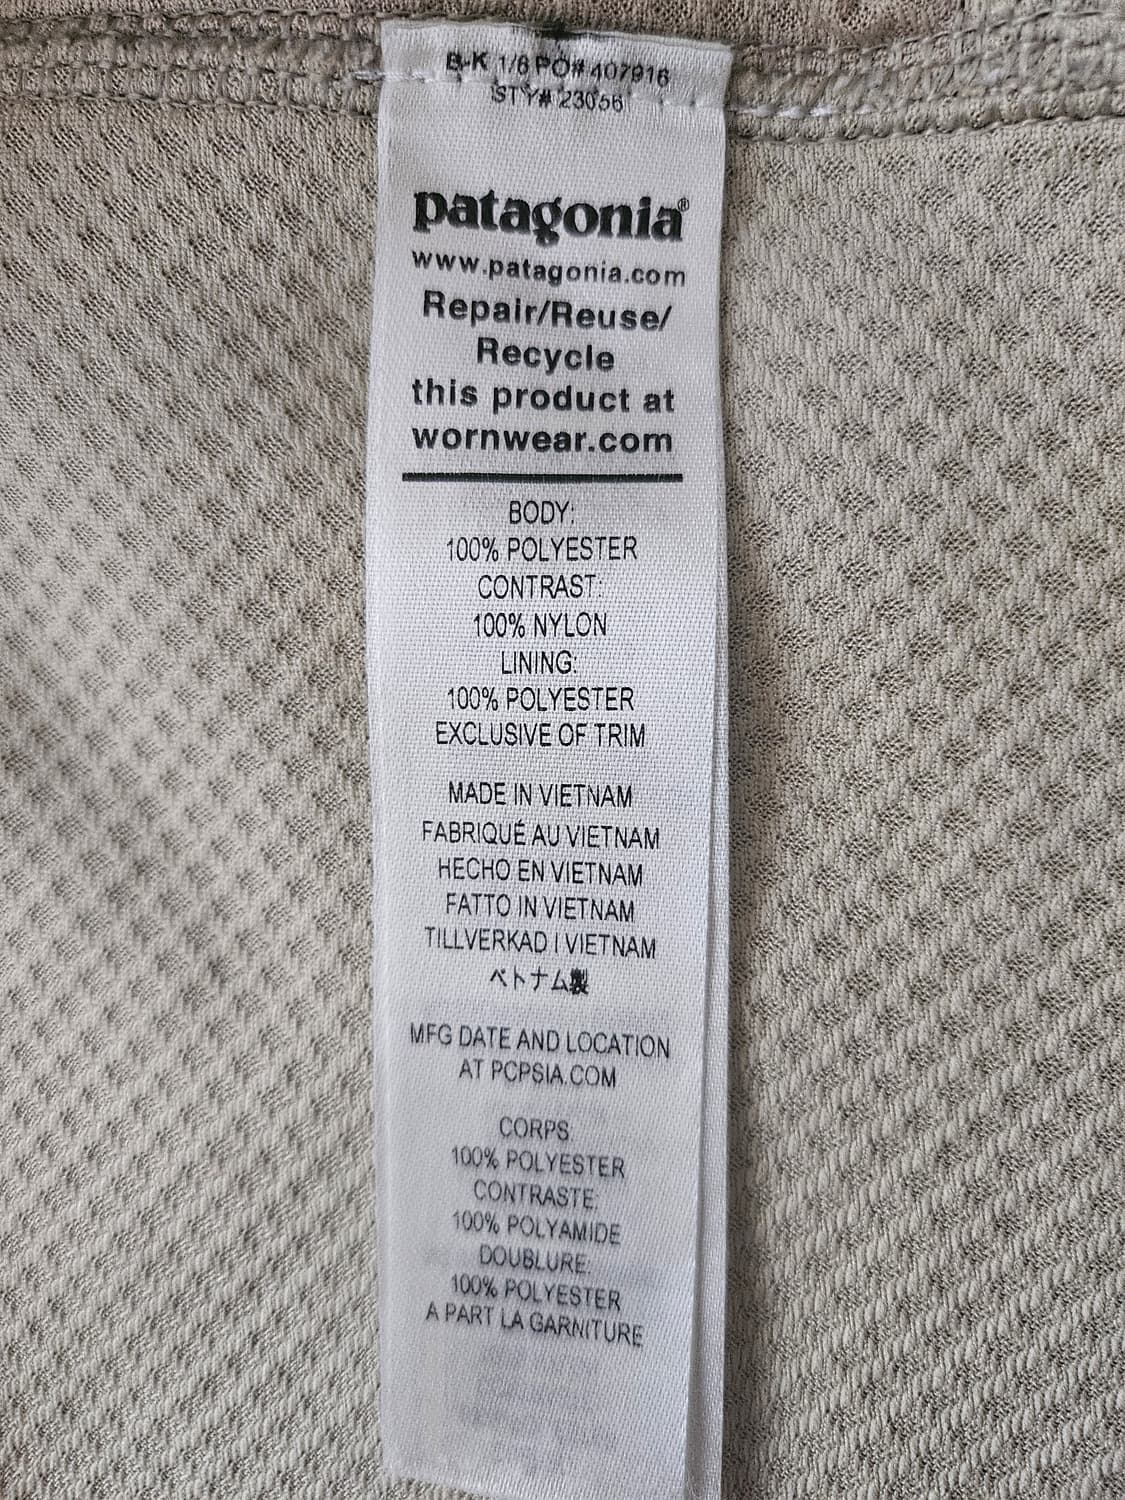 B-K 1/6 PO# 407916
STY# 23056
patagonia®
www.patagonia.com
Repair/Reuse/
Recycle
this product at
wornwear.com
BODY:
100% POLYESTER
CONTRAST:
100% NYLON
LINING:
100% POLYESTER
EXCLUSIVE OF TRIM
MADE IN VIETNAM
FABRIQUÉ AU VIETNAM
HECHO EN VIETNAM
FATTO IN VIETNAM
TILLVERKAD I VIETNAM
ベトナム製
MFG DATE AND LOCATION
AT PCPSIA.COM
CORPS:
100% POLYESTER
CONTRASTE:
100% POLYAMIDE
DOUBLURE:
100% POLYESTER
A PART LA GARNITURE